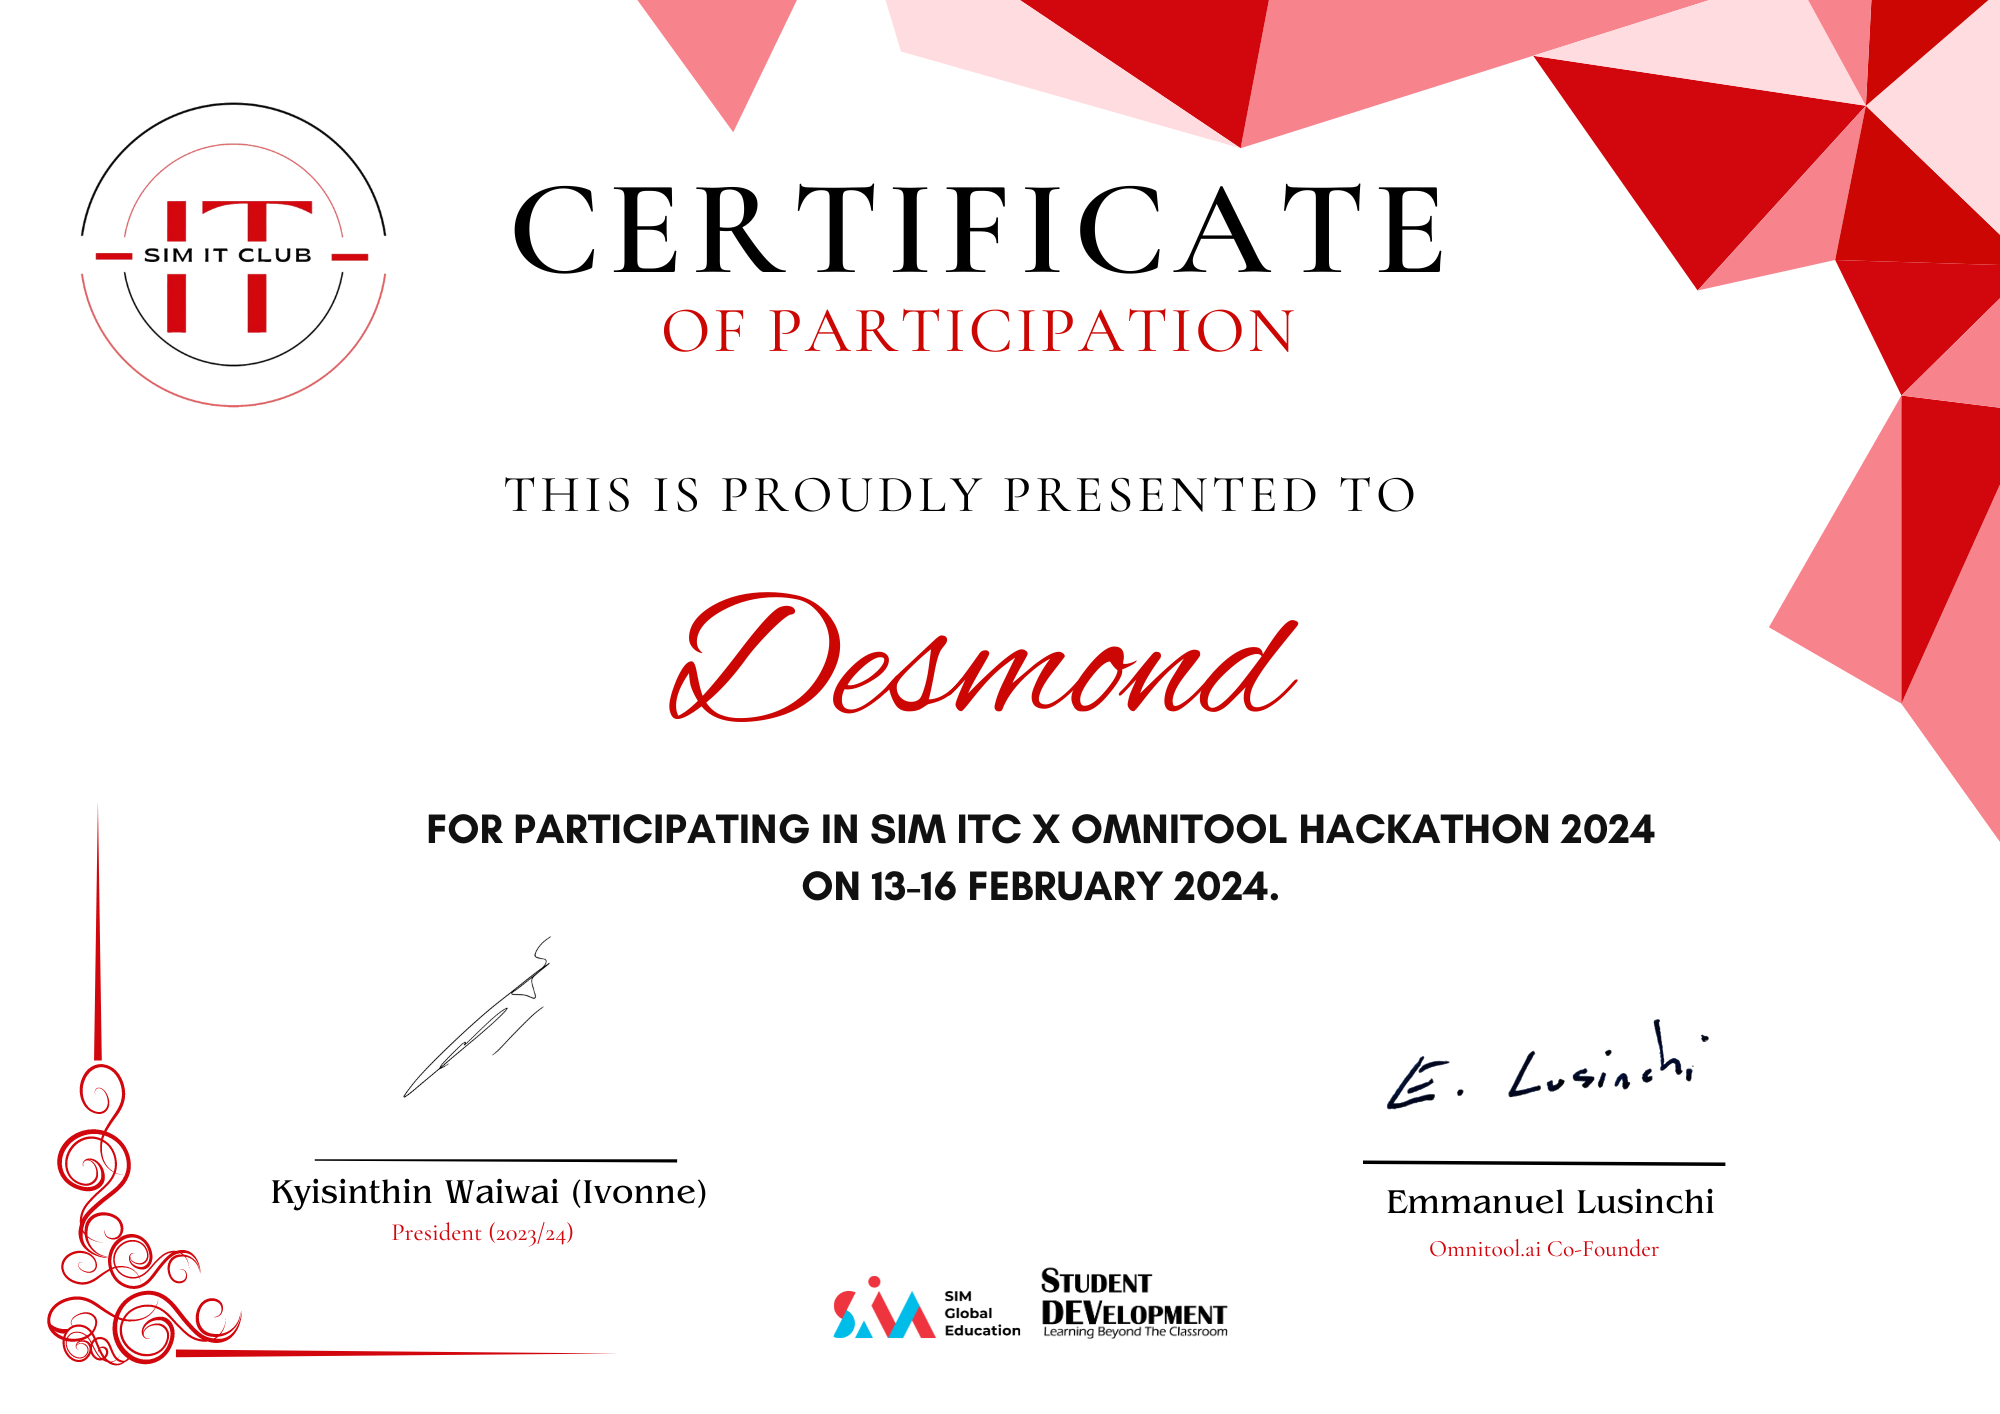 IT
SIM IT CLUB
CERTIFICATE
OF PARTICIPATION
THIS IS PROUDLY PRESENTED TO
Desmond
FOR PARTICIPATING IN SIM ITC X OMNITOOL HACKATHON 2024
ON 13-16 FEBRUARY 2024.
E. Lusinchi
Kyisinthin Waiwai (Ivonne)
President (2023/24)
Emmanuel Lusinchi
Omnitool.ai Co-Founder
SIM
SIM
Global
Education
STUDENT
DEVELOPMENT
Learning Beyond The Classroom